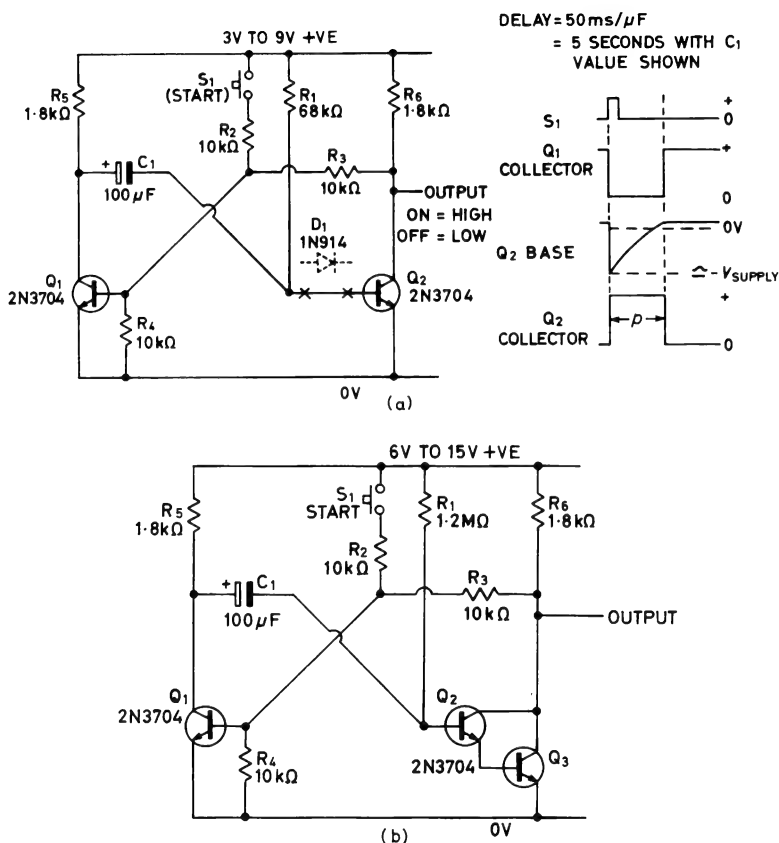 3V TO 9V +VE
R5
1·8kΩ
S1
(START)
R1
68kΩ
R6
1·8kΩ
R2
10kΩ
R3
10kΩ
+ C1
100µF
OUTPUT
ON = HIGH
OFF = LOW
D1
1N914
Q1
2N3704
Q2
2N3704
R4
10kΩ
0V
(a)
DELAY = 50ms/µF
= 5 SECONDS WITH C1
VALUE SHOWN
S1
+
0
Q1
COLLECTOR
+
0
Q2 BASE
0V
≏ -VSUPPLY
Q2
COLLECTOR
p
+
0
6V TO 15V +VE
R5
1·8kΩ
S1
START
R1
1·2MΩ
R6
1·8kΩ
R2
10kΩ
R3
10kΩ
+ C1
100µF
OUTPUT
Q1
2N3704
Q2
2N3704
Q3
R4
10kΩ
0V
(b)